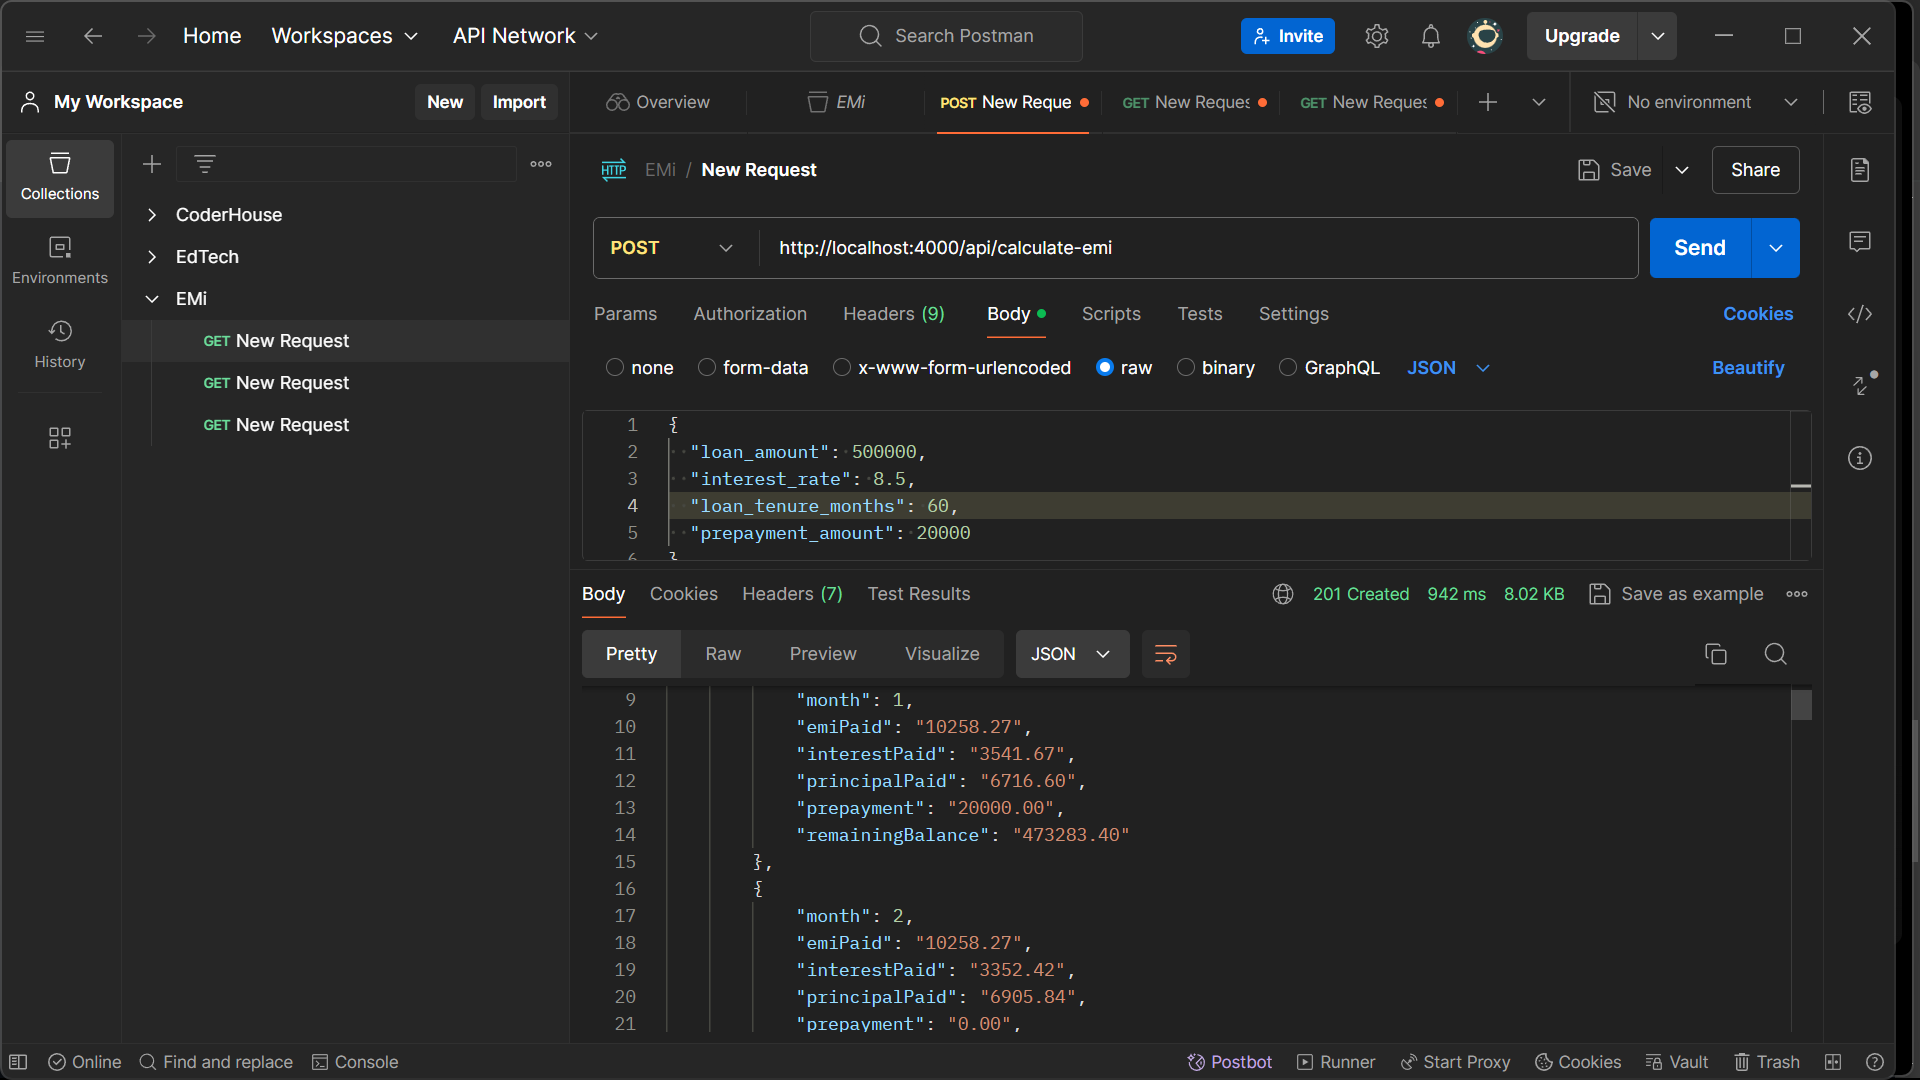 Home Workspaces API Network Search Postman Invite Upgrade
My Workspace New Import Overview EMi POST New Reque GET New Reques GET New Reques No environment
Collections
Environments
History
CoderHouse
EdTech
EMi
GET New Request
GET New Request
GET New Request
HTTP EMi / New Request Save Share
POST http://localhost:4000/api/calculate-emi Send
Params Authorization Headers (9) Body Scripts Tests Settings Cookies
none form-data x-www-form-urlencoded raw binary GraphQL JSON Beautify
1 {
2 "loan_amount": 500000,
3 "interest_rate": 8.5,
4 "loan_tenure_months": 60,
5 "prepayment_amount": 20000
6 }
Body Cookies Headers (7) Test Results 201 Created 942 ms 8.02 KB Save as example
Pretty Raw Preview Visualize JSON
9 "month": 1,
10 "emiPaid": "10258.27",
11 "interestPaid": "3541.67",
12 "principalPaid": "6716.60",
13 "prepayment": "20000.00",
14 "remainingBalance": "473283.40"
15 },
16 {
17 "month": 2,
18 "emiPaid": "10258.27",
19 "interestPaid": "3352.42",
20 "principalPaid": "6905.84",
21 "prepayment": "0.00",
Online Find and replace Console Postbot Runner Start Proxy Cookies Vault Trash